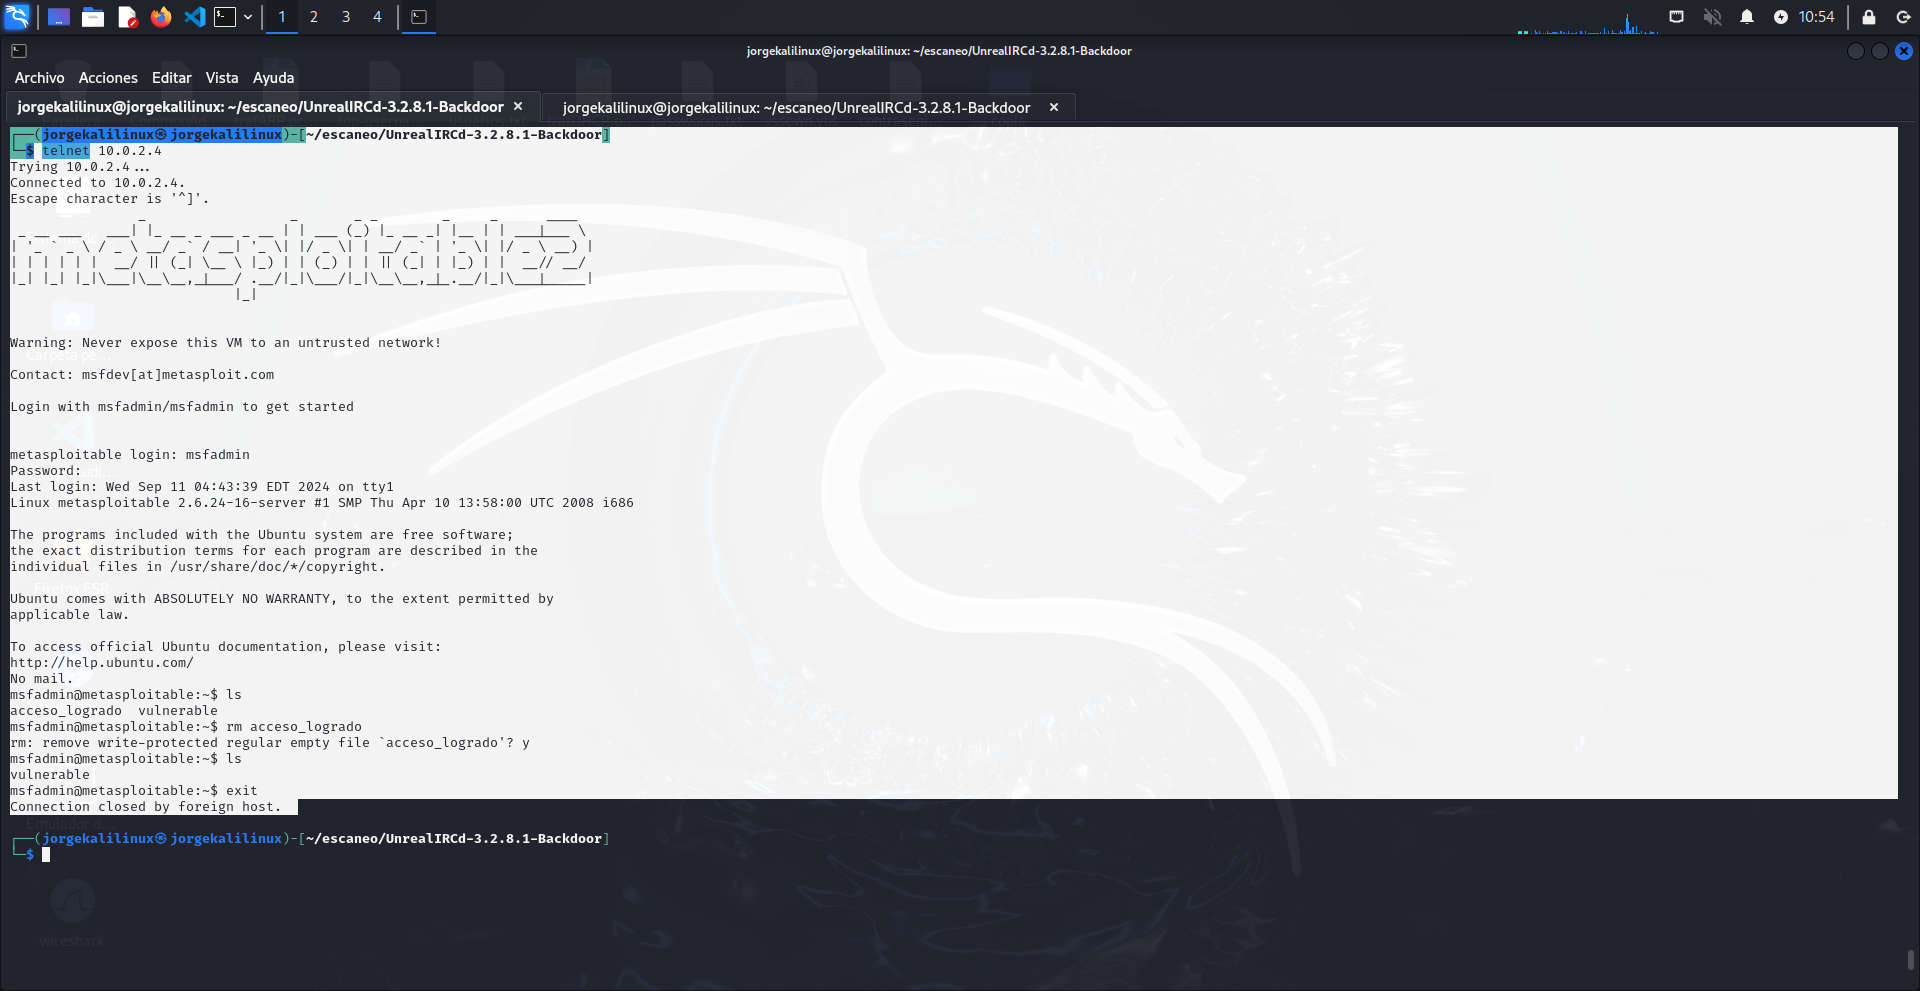 1 2 3 4 10:54
jorgekalilinux@jorgekalilinux: ~/escaneo/UnrealIRCd-3.2.8.1-Backdoor
Archivo Acciones Editar Vista Ayuda
jorgekalilinux@jorgekalilinux: ~/escaneo/UnrealIRCd-3.2.8.1-Backdoor × jorgekalilinux@jorgekalilinux: ~/escaneo/UnrealIRCd-3.2.8.1-Backdoor ×
(jorgekalilinux㉿jorgekalilinux)-[~/escaneo/UnrealIRCd-3.2.8.1-Backdoor]
$ telnet 10.0.2.4
Trying 10.0.2.4...
Connected to 10.0.2.4.
Escape character is '^]'.
metasploitable2
Warning: Never expose this VM to an untrusted network!
Contact: msfdev[at]metasploit.com
Login with msfadmin/msfadmin to get started
metasploitable login: msfadmin
Password:
Last login: Wed Sep 11 04:43:39 EDT 2024 on tty1
Linux metasploitable 2.6.24-16-server #1 SMP Thu Apr 10 13:58:00 UTC 2008 i686
The programs included with the Ubuntu system are free software;
the exact distribution terms for each program are described in the
individual files in /usr/share/doc/*/copyright.
Ubuntu comes with ABSOLUTELY NO WARRANTY, to the extent permitted by
applicable law.
To access official Ubuntu documentation, please visit:
http://help.ubuntu.com/
No mail.
msfadmin@metasploitable:~$ ls
acceso_logrado  vulnerable
msfadmin@metasploitable:~$ rm acceso_logrado
rm: remove write-protected regular empty file `acceso_logrado'? y
msfadmin@metasploitable:~$ ls
vulnerable
msfadmin@metasploitable:~$ exit
Connection closed by foreign host.
(jorgekalilinux㉿jorgekalilinux)-[~/escaneo/UnrealIRCd-3.2.8.1-Backdoor]
$
wireshark